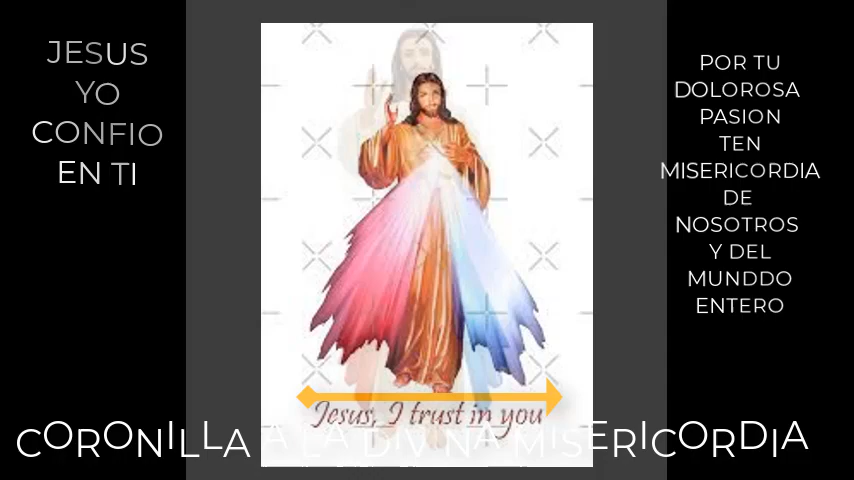 JESUS
YO
CONFIO
EN TI
POR TU
DOLOROSA
PASION
TEN
MISERICORDIA
DE
NOSOTROS
Y DEL
MUNDDO
ENTERO
Jesus, I trust in you
CORONILLA A LA DIVINA MISERICORDIA